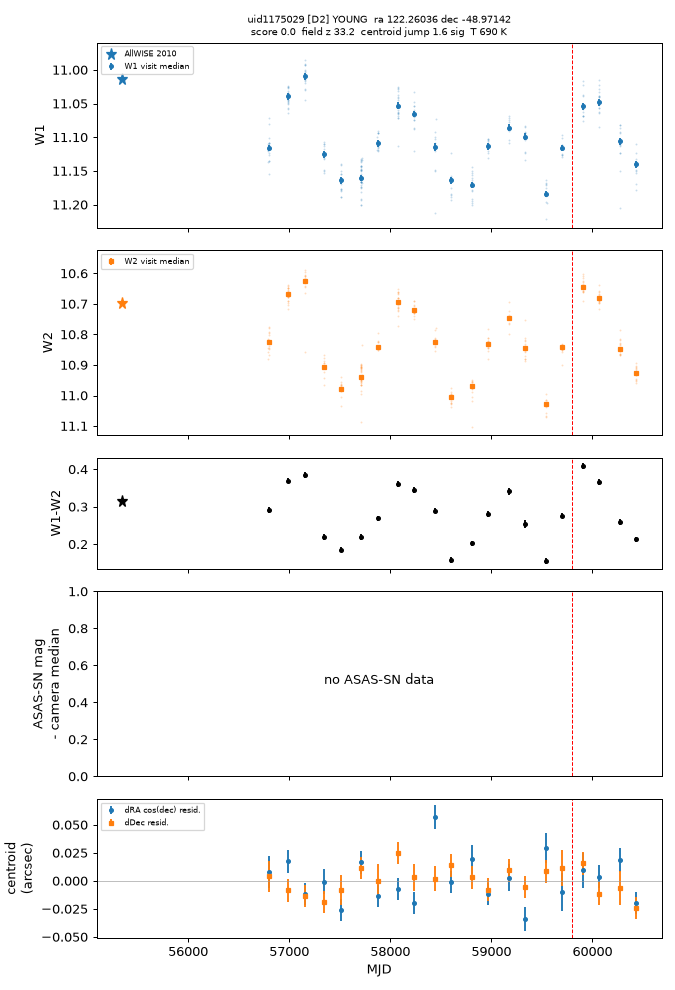 uid1175029 [D2] YOUNG  ra 122.26036 dec -48.97142
score 0.0  field z 33.2  centroid jump 1.6 sig  T 690 K
AllWISE 2010
W1 visit median
11.00
11.05
11.10
11.15
11.20
W1
W2 visit median
10.6
10.7
10.8
10.9
11.0
11.1
W2
0.4
0.3
0.2
W1-W2
1.0
0.8
0.6
0.4
0.2
0.0
ASAS-SN mag
- camera median
no ASAS-SN data
dRA cos(dec) resid.
dDec resid.
0.050
0.025
0.000
−0.025
−0.050
centroid
(arcsec)
56000
57000
58000
59000
60000
MJD